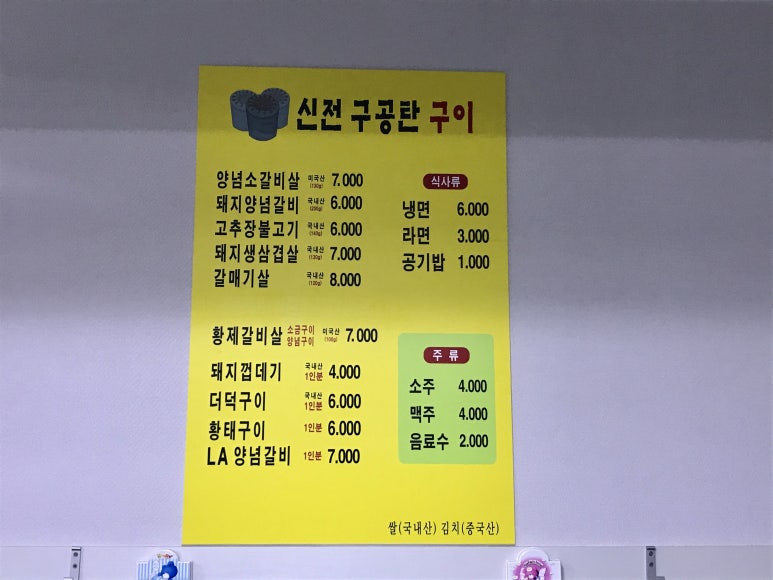 신전 구공탄 구이
양념소갈비살 미국산 (130g) 7.000
돼지양념갈비 국내산 (200g) 6.000
고추장불고기 국내산 (140g) 6.000
돼지생삼겹살 국내산 (130g) 7.000
갈매기살 국내산 (100g) 8.000
황제갈비살 소금구이 양념구이 미국산 (100g) 7.000
돼지껍데기 국내산 1인분 4.000
더덕구이 국내산 1인분 6.000
황태구이 1인분 6.000
LA 양념갈비 1인분 7.000
식사류
냉면 6.000
라면 3.000
공기밥 1.000
주 류
소주 4.000
맥주 4.000
음료수 2.000
쌀(국내산) 김치(중국산)